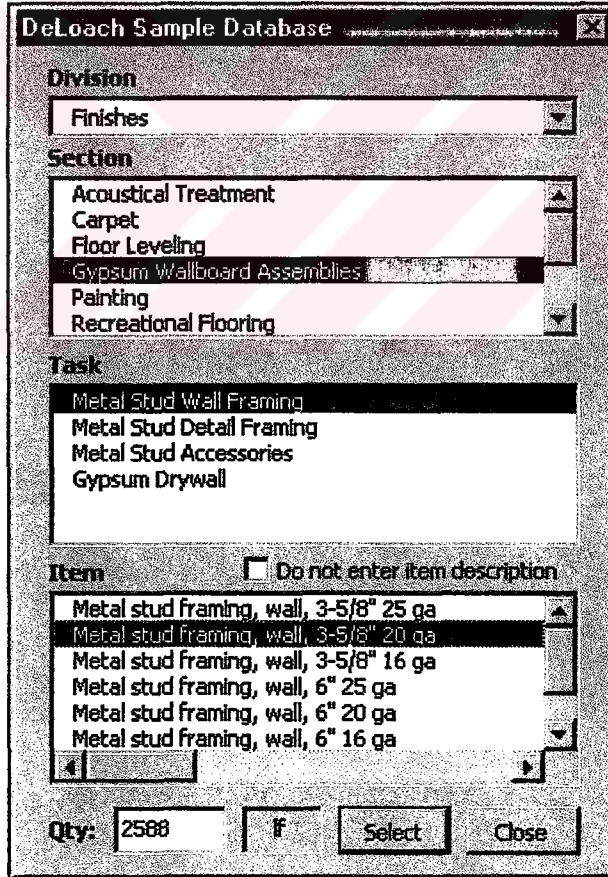 DeLoach Sample Database
Division
Finishes
Section
Acoustical Treatment
Carpet
Floor Leveling
Gypsum Wallboard Assemblies
Painting
Recreational Flooring
Task
Metal Stud Wall Framing
Metal Stud Detail Framing
Metal Stud Accessories
Gypsum Drywall
Item Do not enter item description
Metal stud framing, wall, 3-5/8" 25 ga
Metal stud framing, wall, 3-5/8" 20 ga
Metal stud framing, wall, 3-5/8" 16 ga
Metal stud framing, wall, 6" 25 ga
Metal stud framing, wall, 6" 20 ga
Metal stud framing, wall, 6" 16 ga
Qty: 2588 lf Select Close